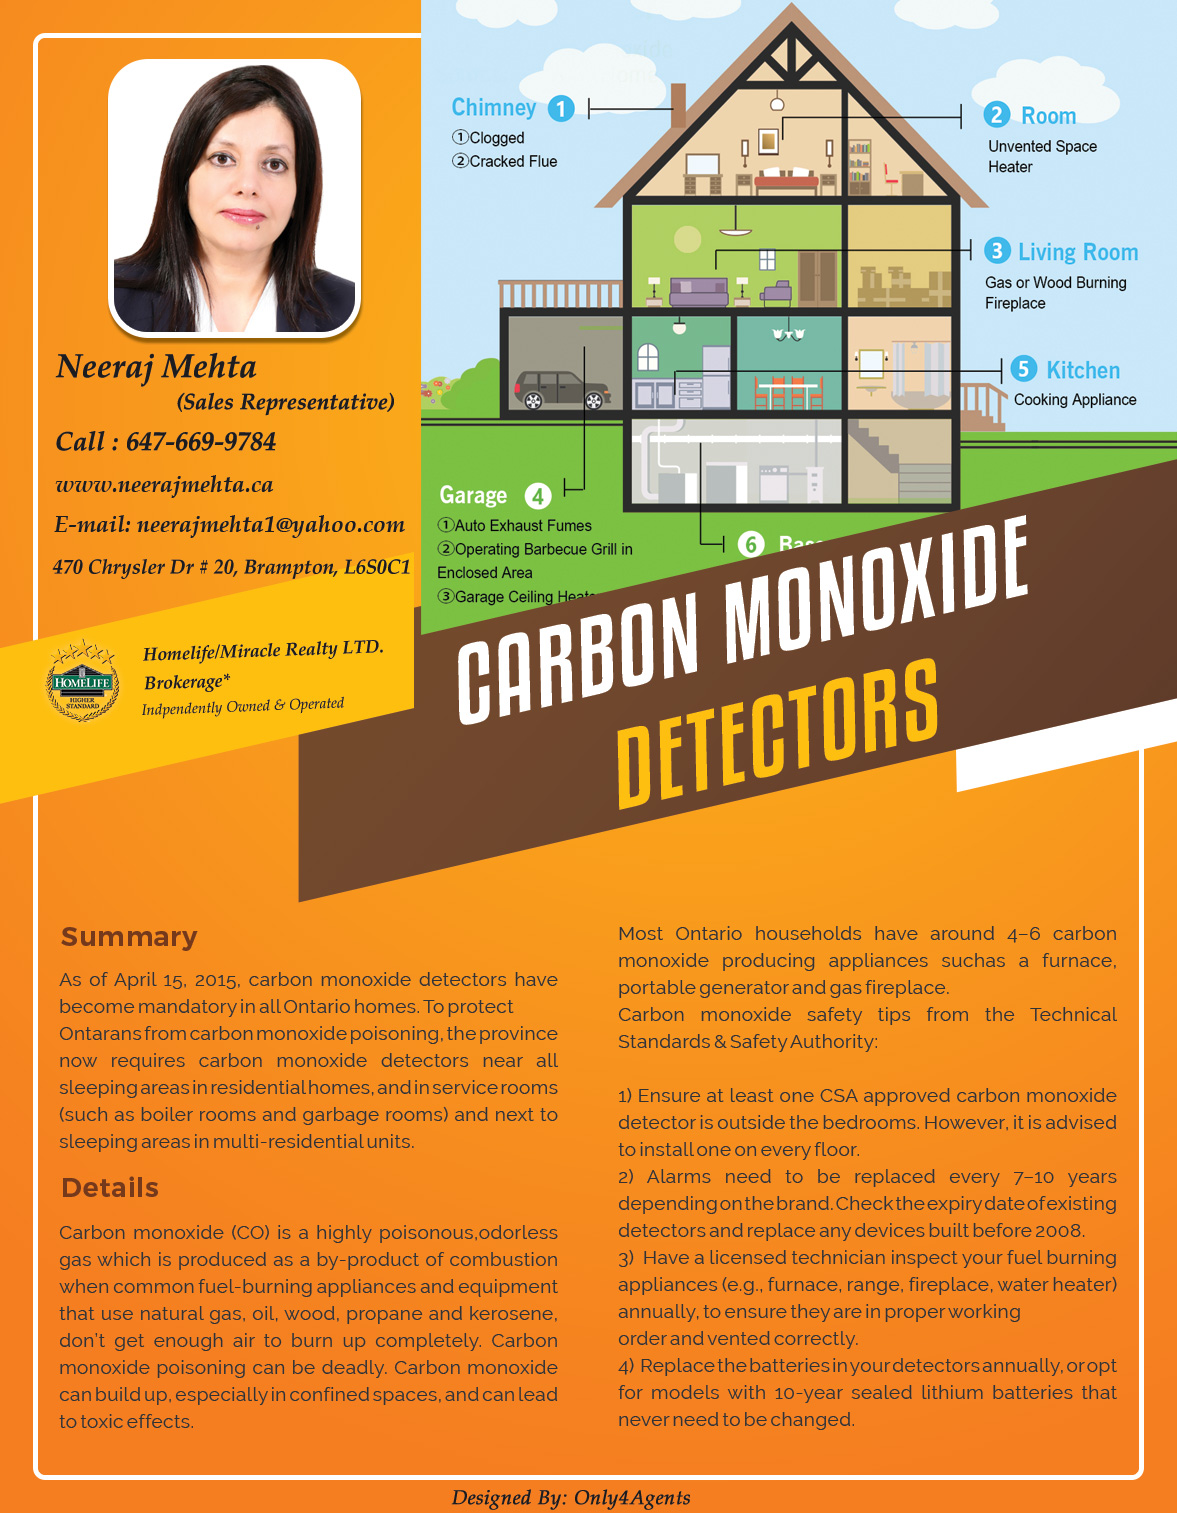 Neeraj Mehta
(Sales Representative)
Call : 647-669-9784
www.neerajmehta.ca
E-mail: neerajmehta1@yahoo.com
470 Chrysler Dr # 20, Brampton, L6S0C1
HOMELIFE
HIGHER
STANDARD
Homelife/Miracle Realty LTD.
Brokerage*
Indpendently Owned & Operated
Chimney 1
①Clogged
②Cracked Flue
2 Room
Unvented Space
Heater
3 Living Room
Gas or Wood Burning
Fireplace
5 Kitchen
Cooking Appliance
Garage 4
①Auto Exhaust Fumes
②Operating Barbecue Grill in
Enclosed Area
③Garage Ceiling
6
CARBON MONOXIDE
DETECTORS
Summary
As of April 15, 2015, carbon monoxide detectors have
become mandatory in all Ontario homes. To protect
Ontarans from carbon monoxide poisoning, the province
now requires carbon monoxide detectors near all
sleeping areas in residential homes, and in service rooms
(such as boiler rooms and garbage rooms) and next to
sleeping areas in multi-residential units.
Details
Carbon monoxide (CO) is a highly poisonous,odorless
gas which is produced as a by-product of combustion
when common fuel-burning appliances and equipment
that use natural gas, oil, wood, propane and kerosene,
don't get enough air to burn up completely. Carbon
monoxide poisoning can be deadly. Carbon monoxide
can build up, especially in confined spaces, and can lead
to toxic effects.
Most Ontario households have around 4–6 carbon
monoxide producing appliances suchas a furnace,
portable generator and gas fireplace.
Carbon monoxide safety tips from the Technical
Standards & Safety Authority:
1) Ensure at least one CSA approved carbon monoxide
detector is outside the bedrooms. However, it is advised
to install one on every floor.
2) Alarms need to be replaced every 7–10 years
depending on the brand. Check the expiry date of existing
detectors and replace any devices built before 2008.
3) Have a licensed technician inspect your fuel burning
appliances (e.g., furnace, range, fireplace, water heater)
annually, to ensure they are in proper working
order and vented correctly.
4) Replace the batteries in your detectors annually, or opt
for models with 10-year sealed lithium batteries that
never need to be changed.
Designed By: Only4Agents